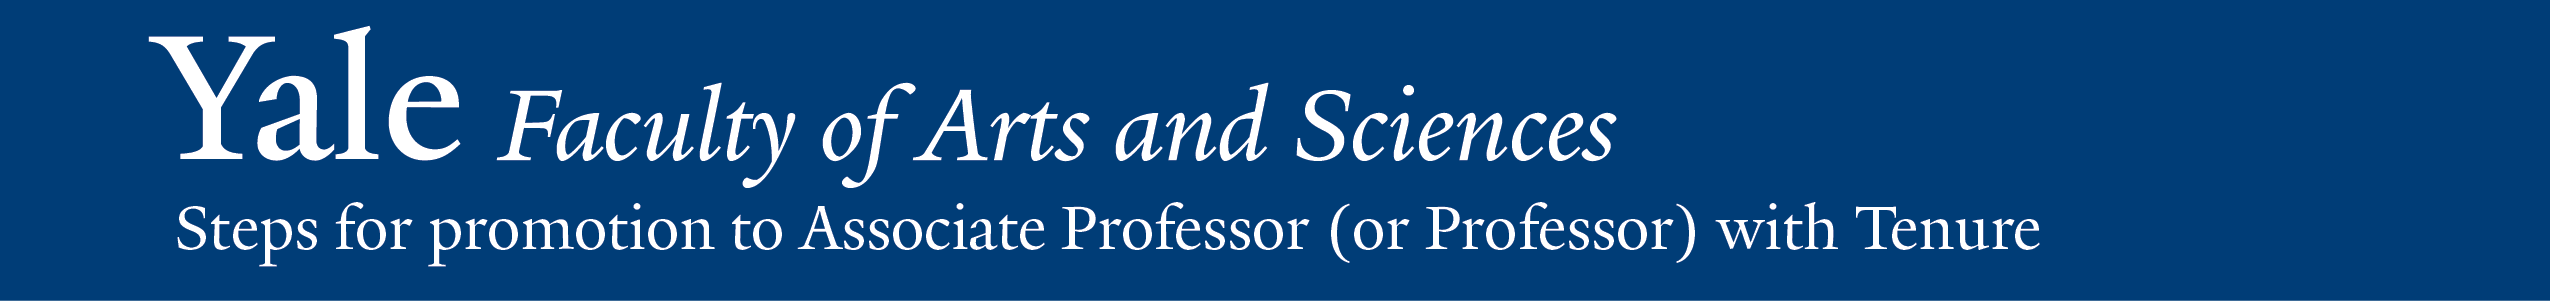 Yale Faculty of Arts and Sciences
Steps for promotion to Associate Professor (or Professor) with Tenure